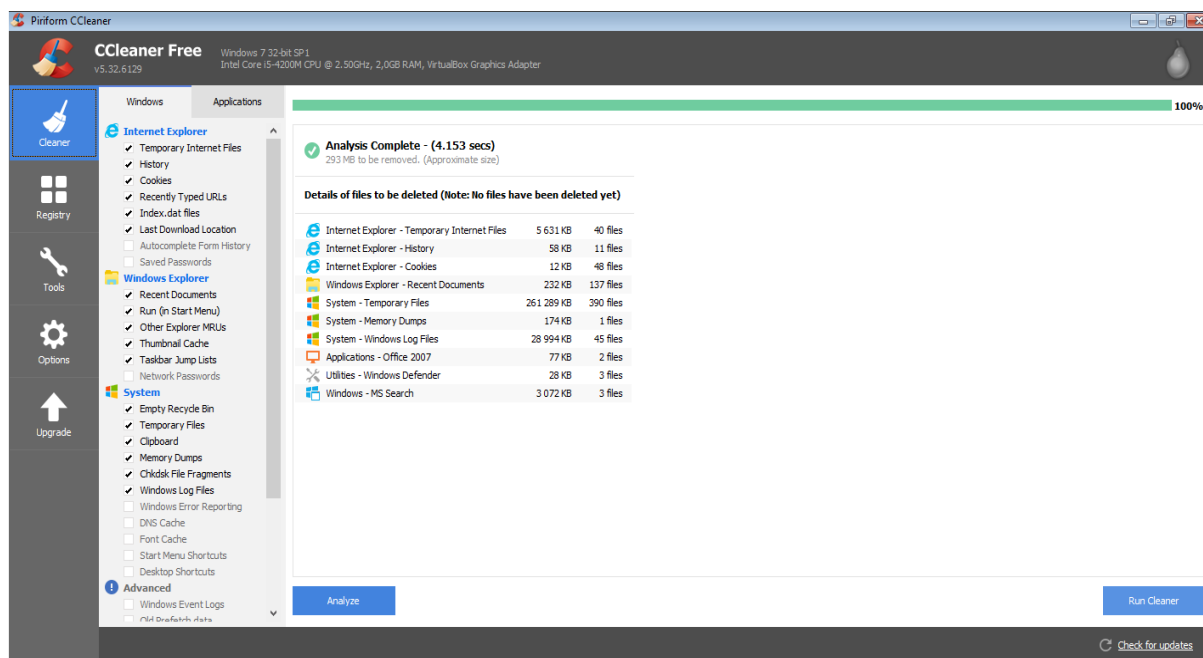 Piriform CCleaner
CCleaner Free
v5.32.6129
Windows 7 32-bit SP1
Intel Core i5-4200M CPU @ 2.50GHz, 2,0GB RAM, VirtualBox Graphics Adapter
Cleaner
Registry
Tools
Options
Upgrade
Windows Applications
Internet Explorer
Temporary Internet Files
History
Cookies
Recently Typed URLs
Index.dat files
Last Download Location
Autocomplete Form History
Saved Passwords
Windows Explorer
Recent Documents
Run (in Start Menu)
Other Explorer MRUs
Thumbnail Cache
Taskbar Jump Lists
Network Passwords
System
Empty Recycle Bin
Temporary Files
Clipboard
Memory Dumps
Chkdsk File Fragments
Windows Log Files
Windows Error Reporting
DNS Cache
Font Cache
Start Menu Shortcuts
Desktop Shortcuts
Advanced
Windows Event Logs
Old Prefetch data
100%
Analysis Complete - (4.153 secs)
293 MB to be removed. (Approximate size)
Details of files to be deleted (Note: No files have been deleted yet)
Internet Explorer - Temporary Internet Files 5 631 KB 40 files
Internet Explorer - History 58 KB 11 files
Internet Explorer - Cookies 12 KB 48 files
Windows Explorer - Recent Documents 232 KB 137 files
System - Temporary Files 261 289 KB 390 files
System - Memory Dumps 174 KB 1 files
System - Windows Log Files 28 994 KB 45 files
Applications - Office 2007 77 KB 2 files
Utilities - Windows Defender 28 KB 3 files
Windows - MS Search 3 072 KB 3 files
Analyze
Run Cleaner
Check for updates